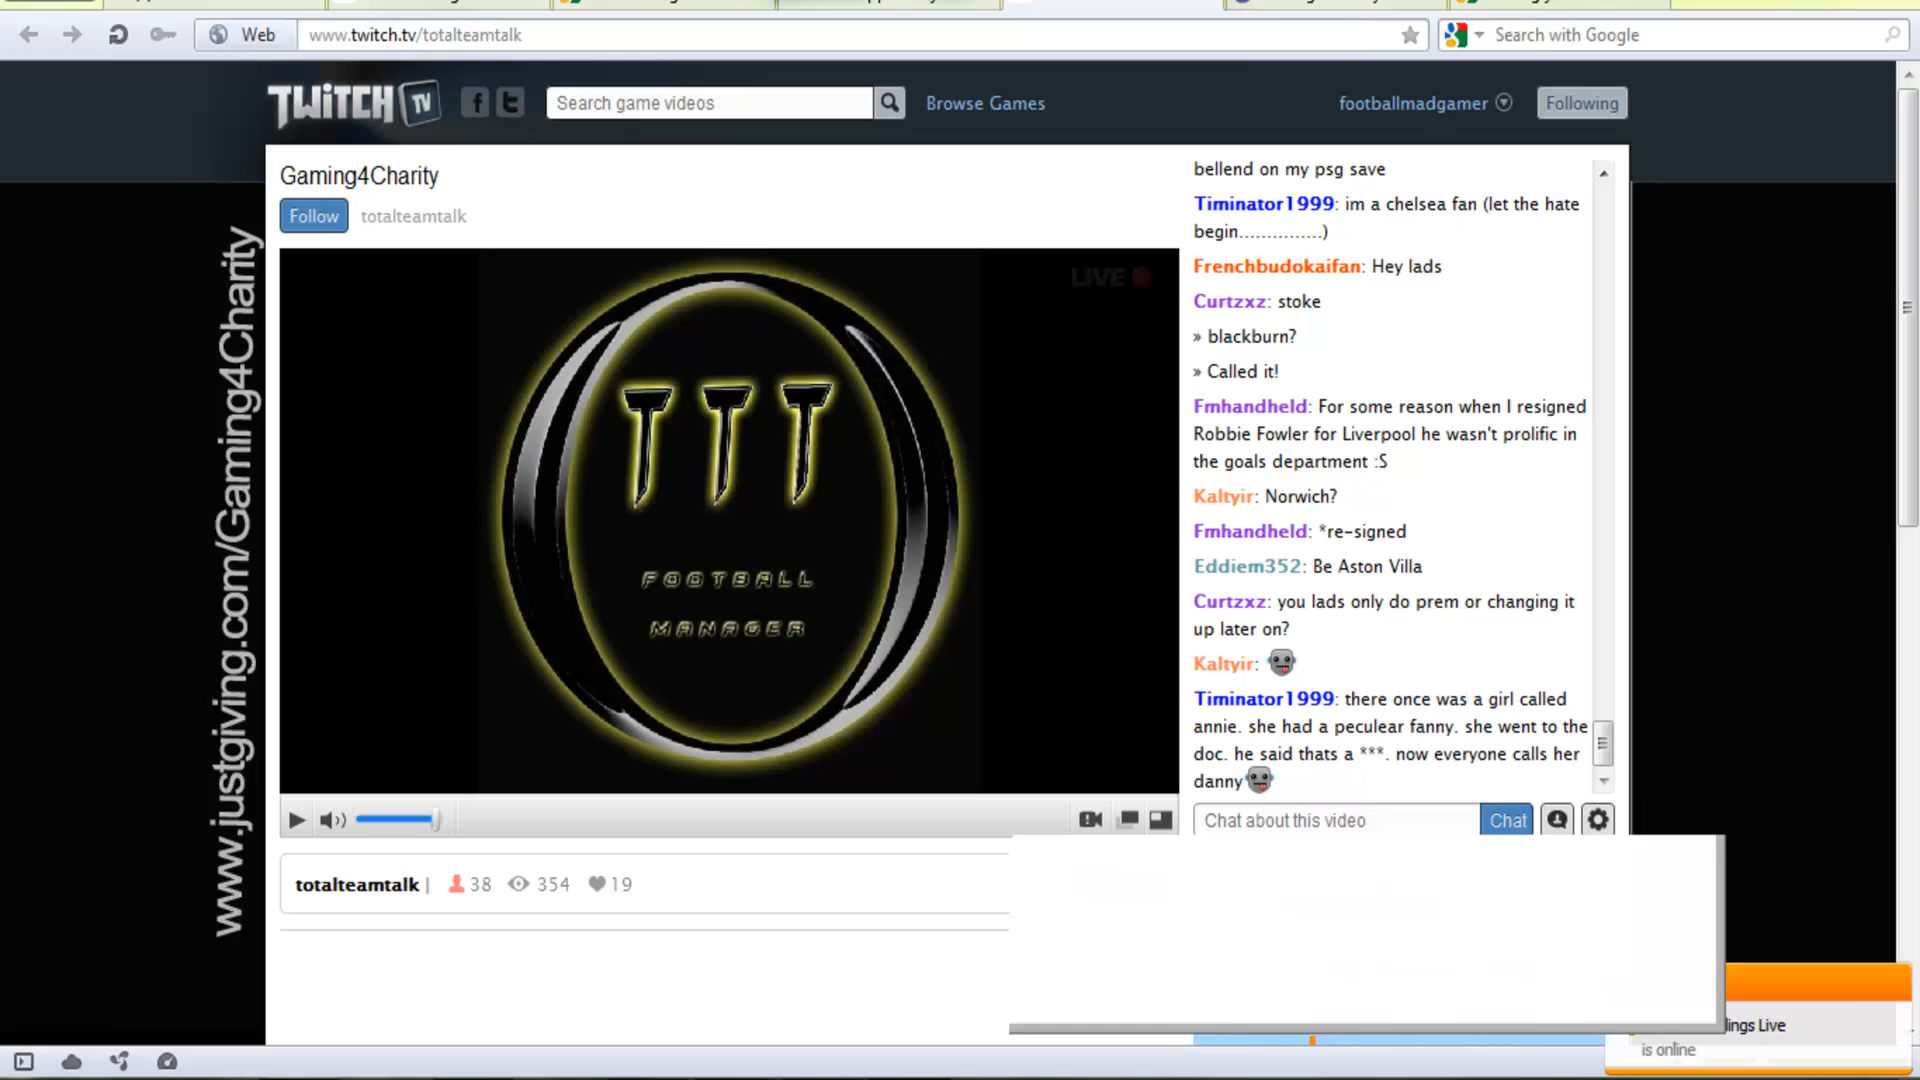 Web
www.twitch.tv/totalteamtalk
Search with Google
TWiTCH TV
f
t
Search game videos
Browse Games
footballmadgamer
Following
Gaming4Charity
Follow
totalteamtalk
www.justgiving.com/Gaming4Charity
LIVE
TTT
FOOTBALL
MANAGER
bellend on my psg save
Timinator1999: im a chelsea fan (let the hate
begin...............)
Frenchbudokaifan: Hey lads
Curtzxz: stoke
» blackburn?
» Called it!
Fmhandheld: For some reason when I resigned
Robbie Fowler for Liverpool he wasn't prolific in
the goals department :S
Kaltyir: Norwich?
Fmhandheld: *re-signed
Eddiem352: Be Aston Villa
Curtzxz: you lads only do prem or changing it
up later on?
Kaltyir:
Timinator1999: there once was a girl called
annie. she had a peculear fanny. she went to the
doc. he said thats a ***. now everyone calls her
danny
Chat about this video
Chat
totalteamtalk | 38 354 19
lings Live
is online